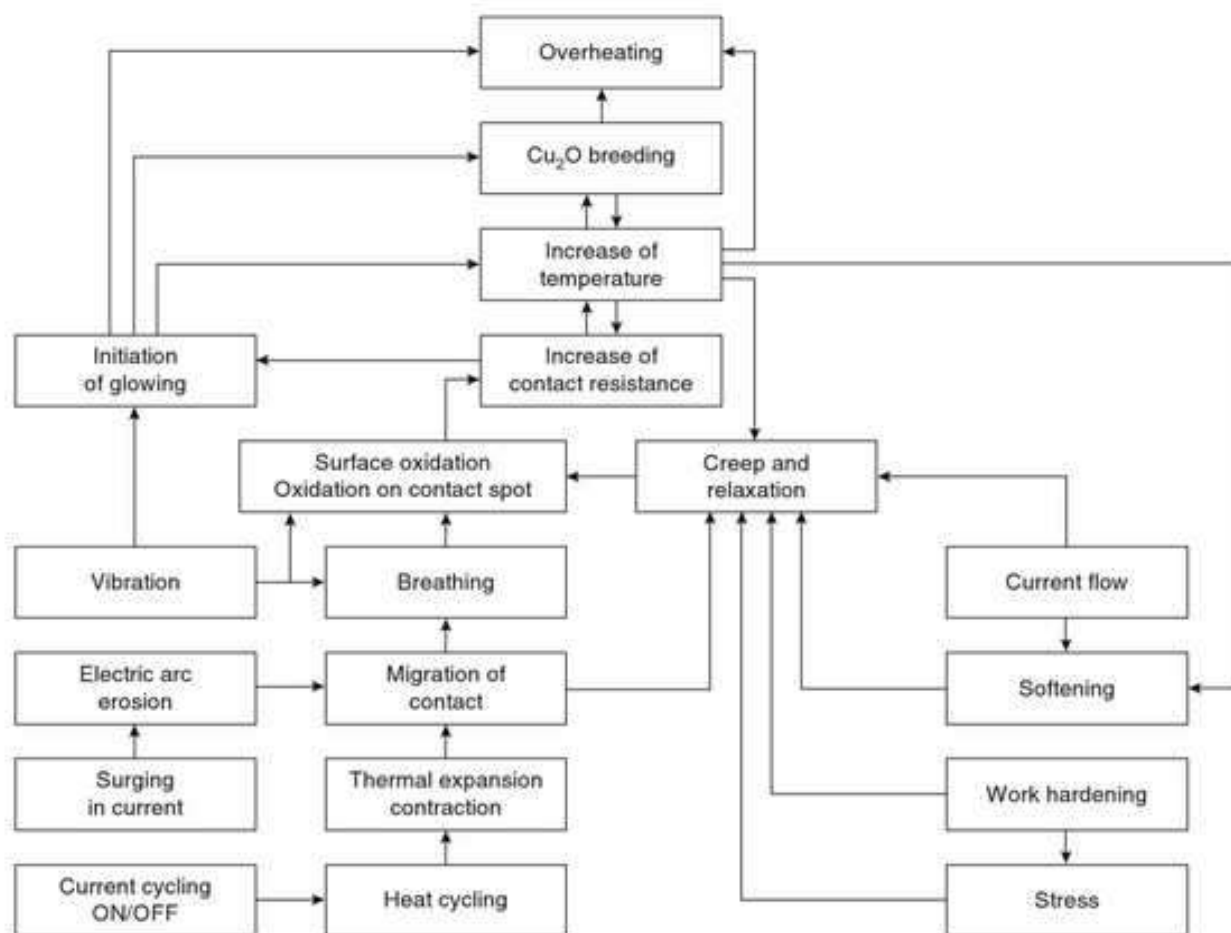 Overheating
Cu₂O breeding
Increase of
temperature
Initiation
of glowing
Increase of
contact resistance
Surface oxidation
Oxidation on contact spot
Creep and
relaxation
Vibration
Breathing
Current flow
Electric arc
erosion
Migration of
contact
Softening
Surging
in current
Thermal expansion
contraction
Work hardening
Current cycling
ON/OFF
Heat cycling
Stress